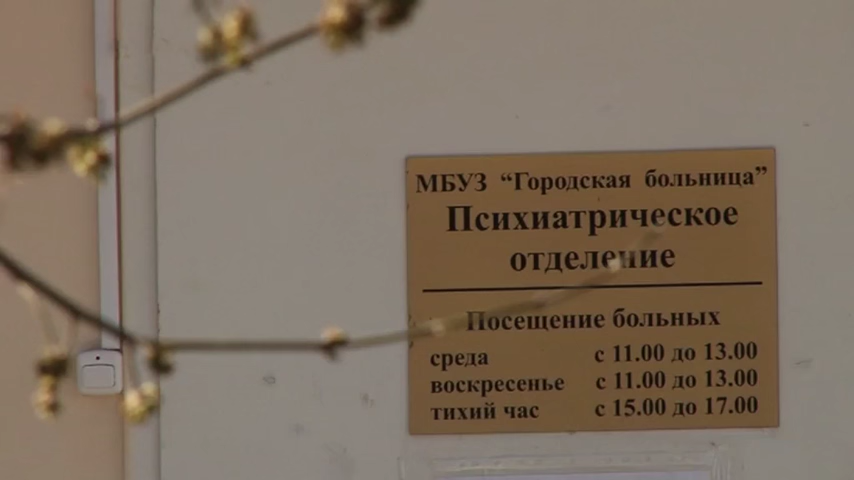 МБУЗ “Городская больница”
Психиатрическое
отделение
Посещение больных
среда с 11.00 до 13.00
воскресенье с 11.00 до 13.00
тихий час с 15.00 до 17.00